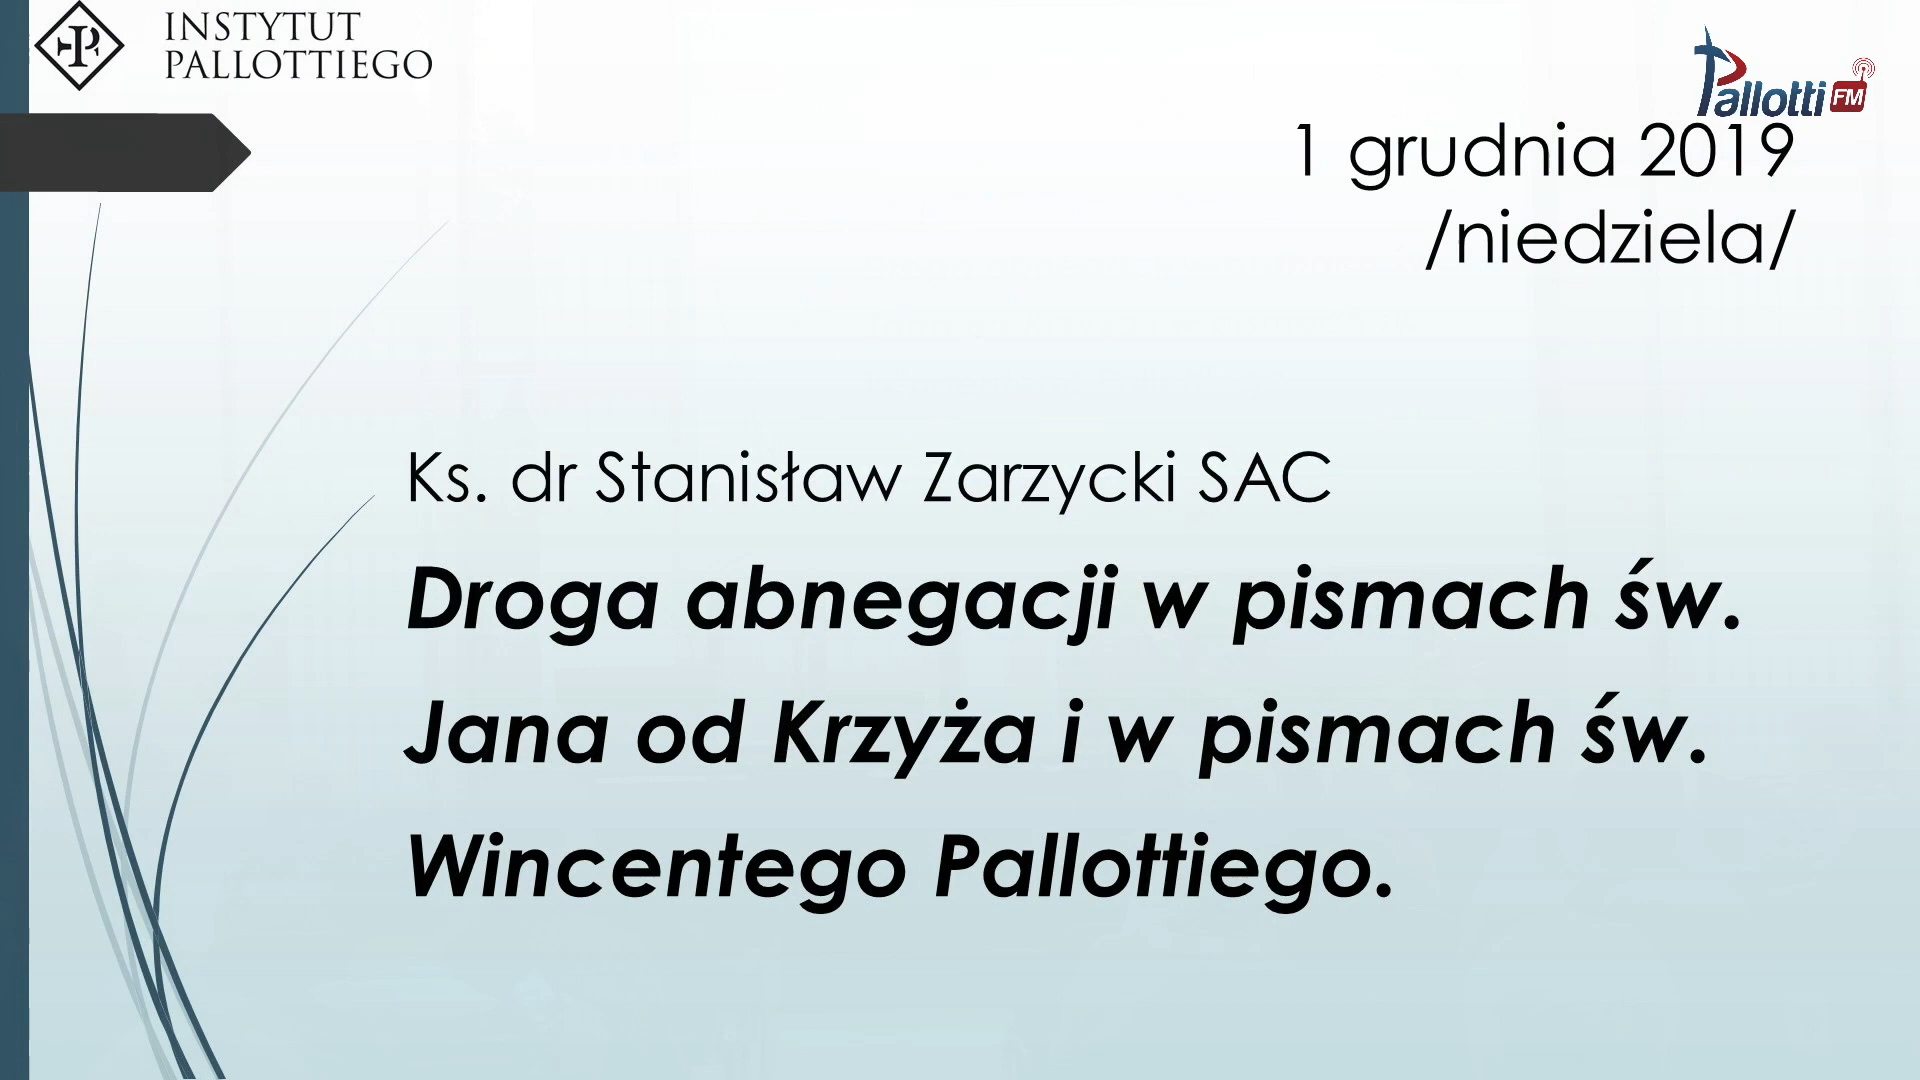 INSTYTUT
PALLOTTIEGO
Pallotti FM
1 grudnia 2019
/niedziela/
Ks. dr Stanisław Zarzycki SAC
Droga abnegacji w pismach św.
Jana od Krzyża i w pismach św.
Wincentego Pallottiego.